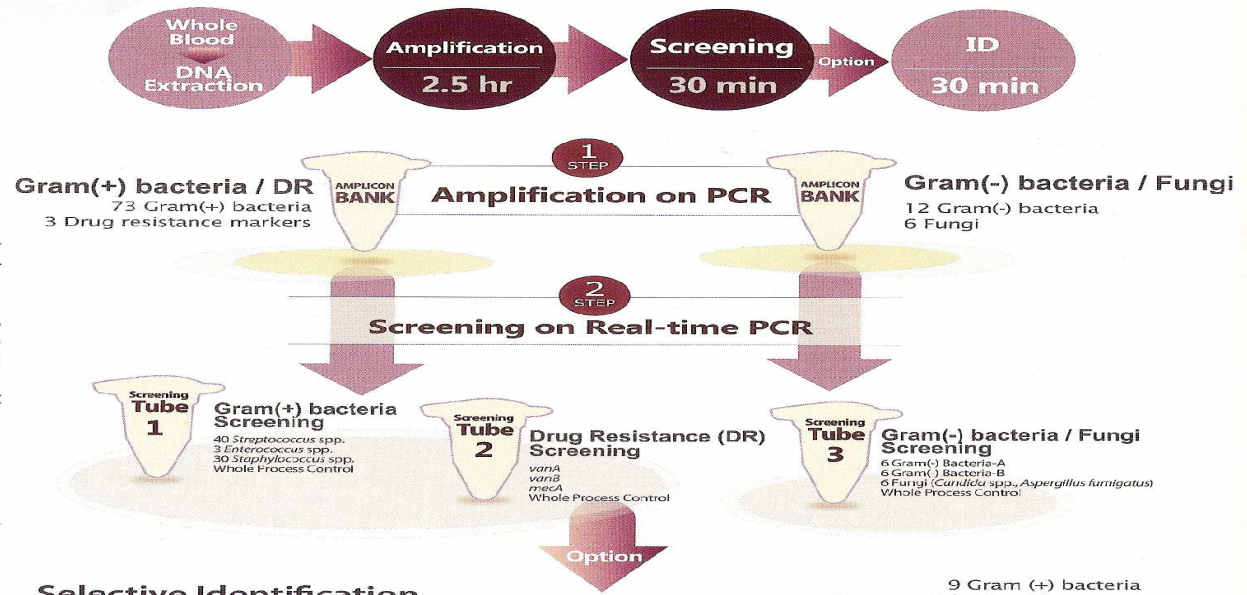 Whole
Blood
DNA
Extraction
Amplification
2.5 hr
Screening
30 min
Option
ID
30 min
1
STEP
Amplification on PCR
Gram(+) bacteria / DR
73 Gram(+) bacteria
3 Drug resistance markers
AMPLICON
BANK
AMPLICON
BANK
Gram(-) bacteria / Fungi
12 Gram(-) bacteria
6 Fungi
2
STEP
Screening on Real-time PCR
Screening
Tube
1
Gram(+) bacteria
Screening
40 Streptococcus spp.
3 Enterococcus spp.
30 Staphylococcus spp.
Whole Process Control
Screening
Tube
2
Drug Resistance (DR)
Screening
vanA
vanB
mecA
Whole Process Control
Screening
Tube
3
Gram(-) bacteria / Fungi
Screening
6 Gram(-) Bacteria-A
6 Gram(-) Bacteria-B
6 Fungi (Candida spp., Aspergillus fumigatus)
Whole Process Control
Option
Selective Identification
9 Gram (+) bacteria